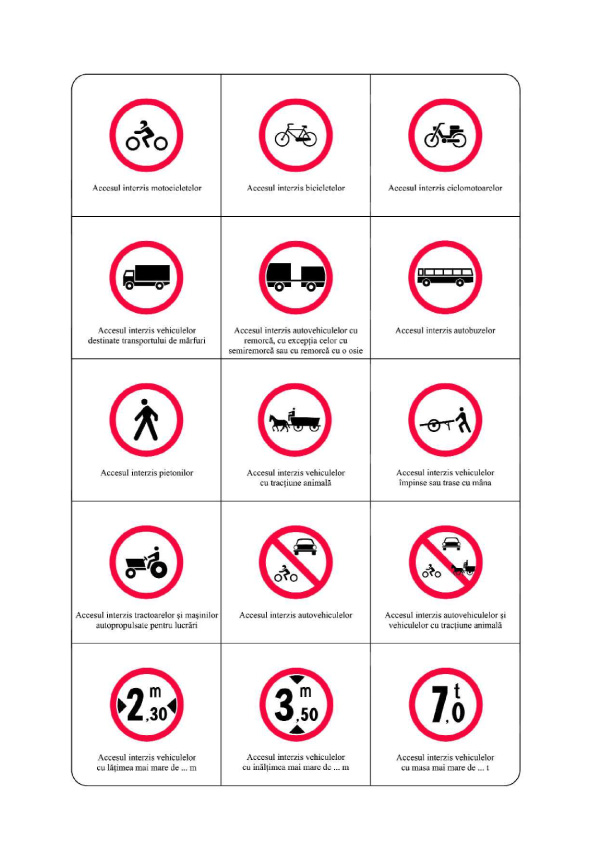 Accesul interzis motocicletelor
Accesul interzis bicicletelor
Accesul interzis ciclomotoarelor
Accesul interzis vehiculelor
destinate transportului de mărfuri
Accesul interzis autovehiculelor cu
remorcă, cu excepția celor cu
semiremorcă sau cu remorcă cu o osie
Accesul interzis autobuzelor
Accesul interzis pietonilor
Accesul interzis vehiculelor
cu tracțiune animală
Accesul interzis vehiculelor
împinse sau trase cu mâna
Accesul interzis tractoarelor și mașinilor
autopropulsate pentru lucrări
Accesul interzis autovehiculelor
Accesul interzis autovehiculelor și
vehiculelor cu tracțiune animală
2,30 m
Accesul interzis vehiculelor
cu lățimea mai mare de ... m
3,50 m
Accesul interzis vehiculelor
cu înălțimea mai mare de ... m
7,0 t
Accesul interzis vehiculelor
cu masa mai mare de ... t